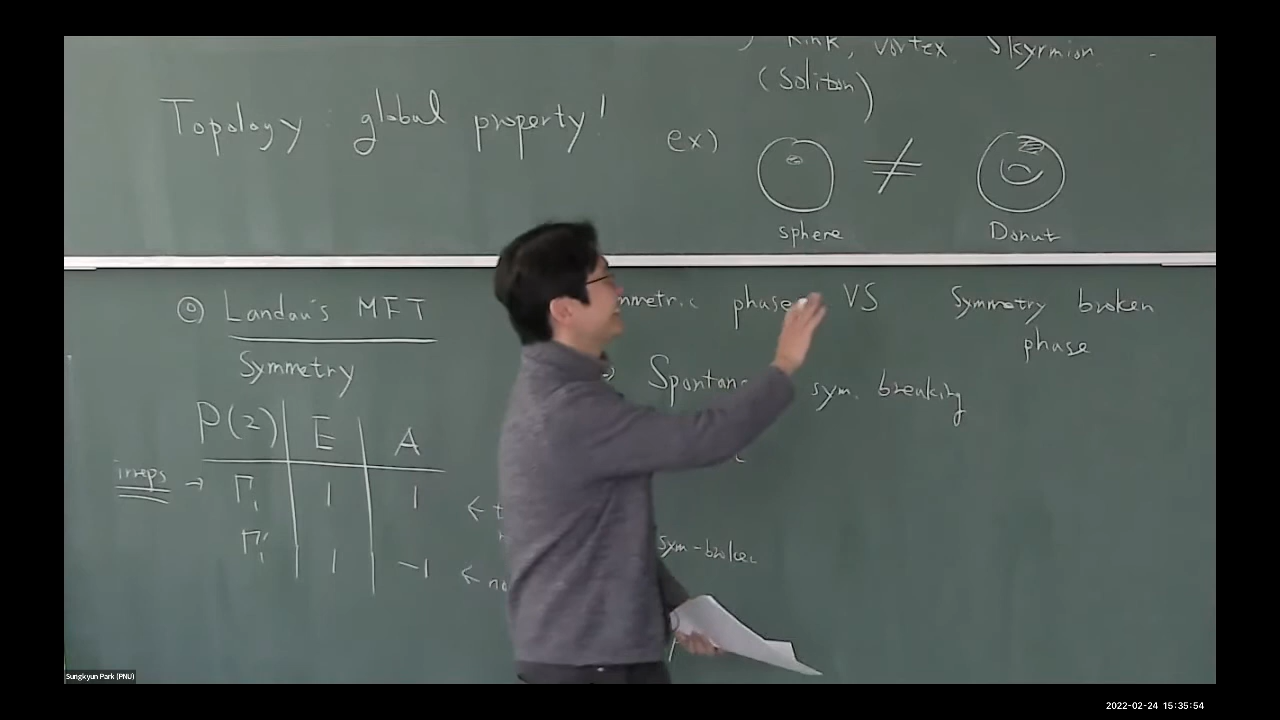 kink, vortex, Skyrmion
(Soliton)
Topology : global property!
ex)
≠
sphere
Donut
◎ Landau's MFT
Symmetry
phase VS Symmetry broken
phase
sym. breaking
P(2) E A
irreps → Γ1 1 1 ←
Γ1' 1 -1 ←
sym-broken
Sungkyun Park (PNU)
2022-02-24 15:35:54